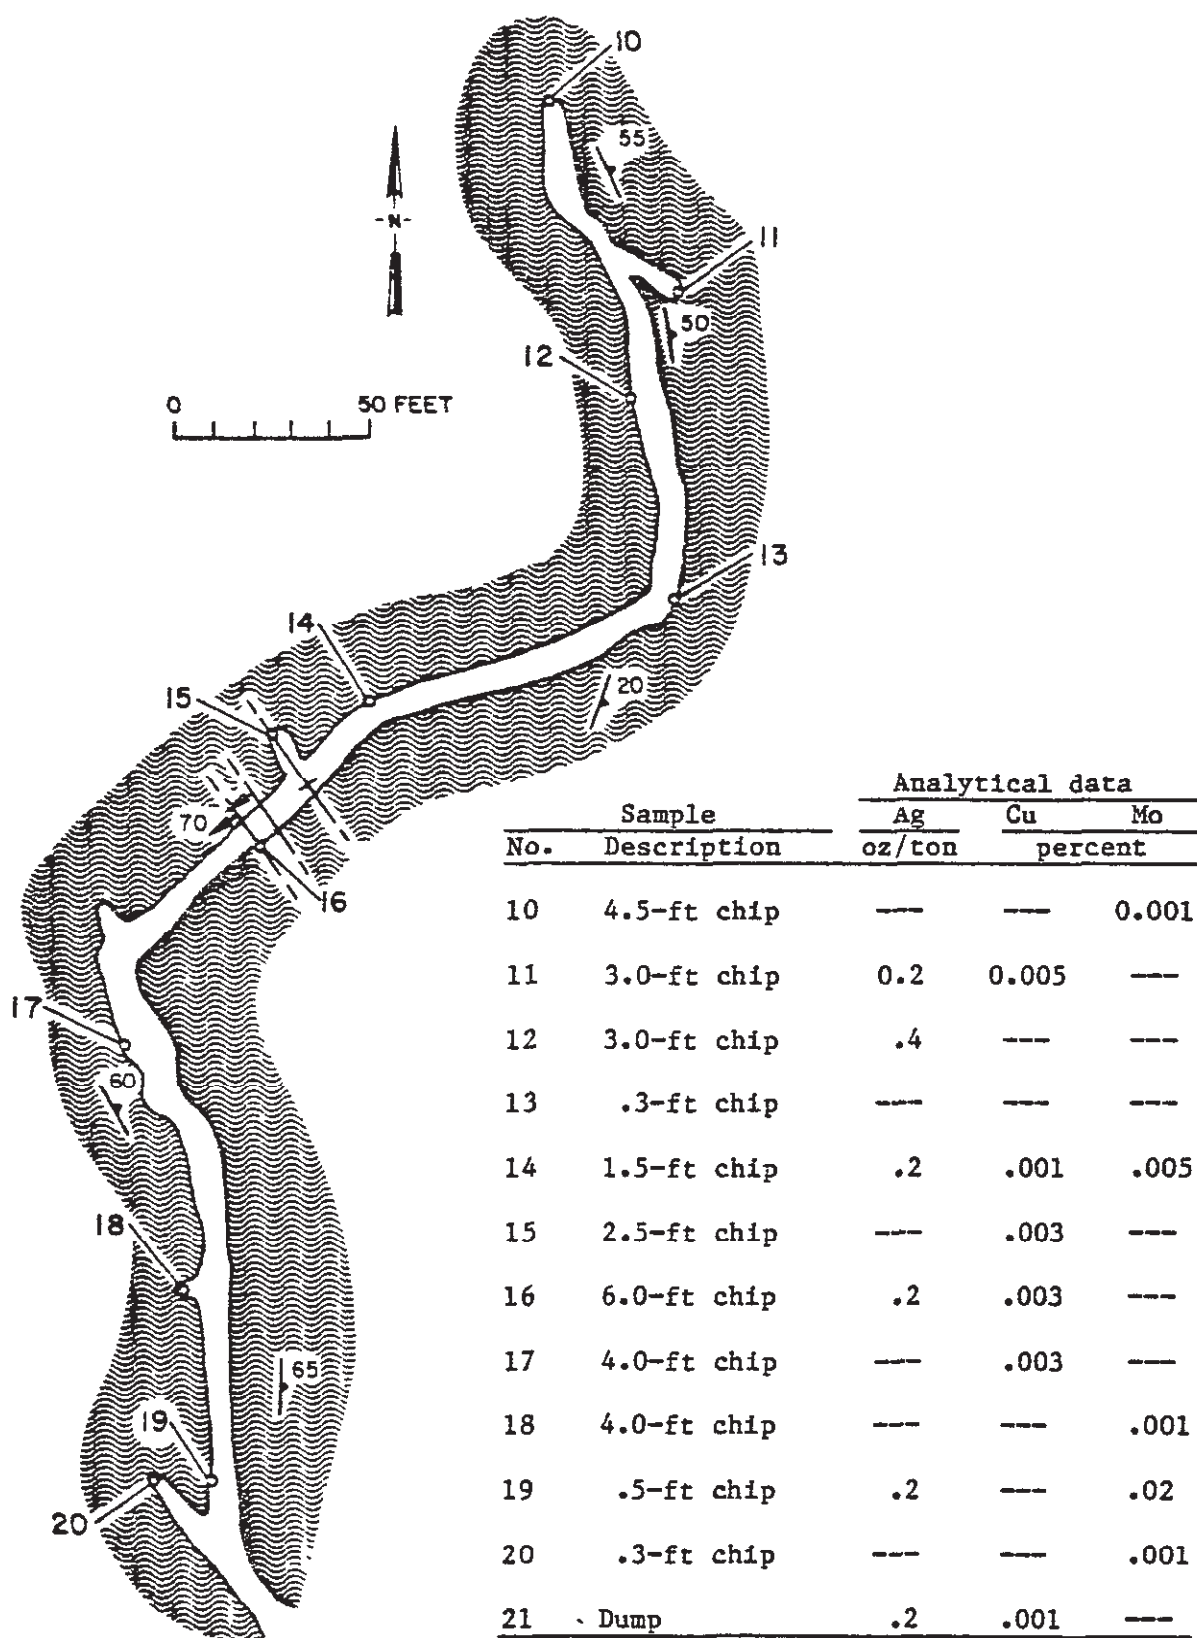 10
55
-N-
11
50
12
0 50 FEET
13
14
20
15
70
16
17
60
18
65
19
20
Analytical data
Sample Ag Cu Mo
No. Description oz/ton percent
10 4.5-ft chip --- --- 0.001
11 3.0-ft chip 0.2 0.005 ---
12 3.0-ft chip .4 --- ---
13 .3-ft chip --- --- ---
14 1.5-ft chip .2 .001 .005
15 2.5-ft chip --- .003 ---
16 6.0-ft chip .2 .003 ---
17 4.0-ft chip --- .003 ---
18 4.0-ft chip --- --- .001
19 .5-ft chip .2 --- .02
20 .3-ft chip --- --- .001
21 Dump .2 .001 ---